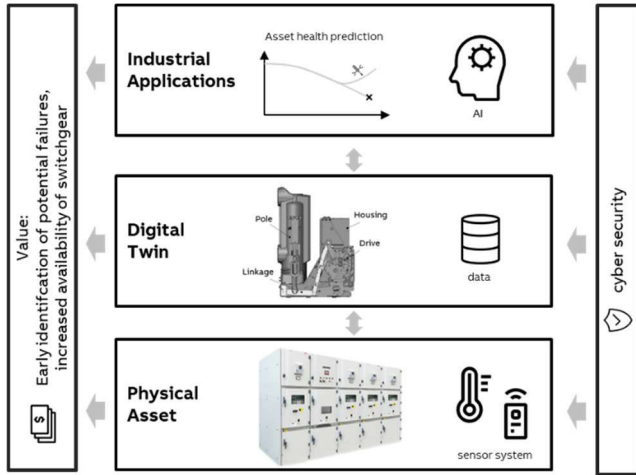 Value:
Early identifcation of potential failures,
increased availability of switchgear
$
Industrial
Applications
Asset health prediction
AI
Digital
Twin
Pole
Housing
Drive
Linkage
data
Physical
Asset
sensor system
cyber security